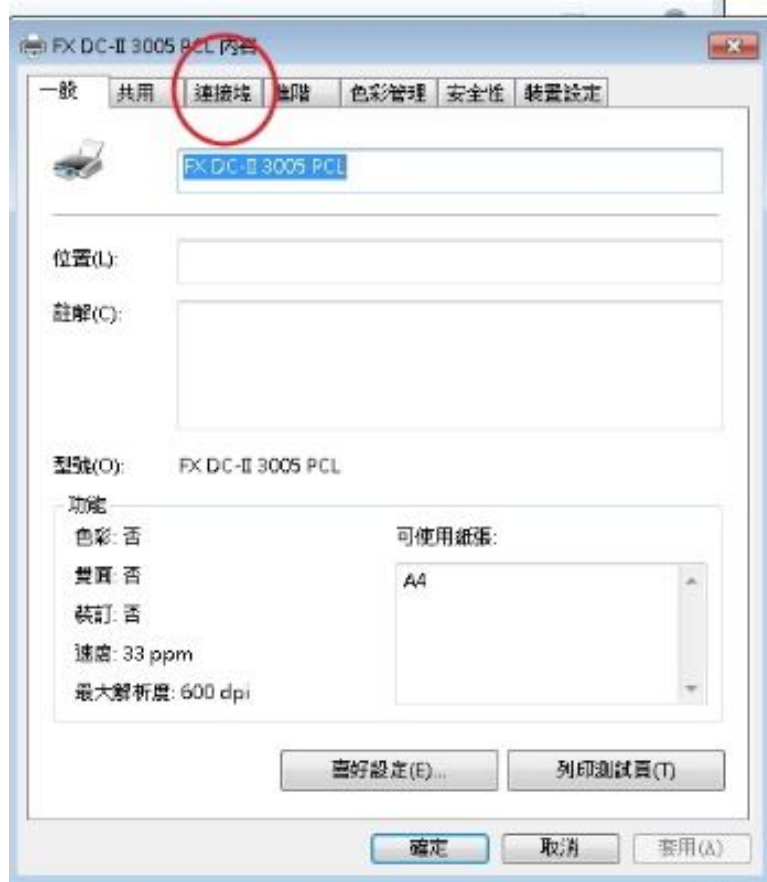 FX DC-II 3005 PCL 內容
一般 共用 連接埠 進階 色彩管理 安全性 裝置設定
FX DC-II 3005 PCL
位置(L):
註解(C):
型號(O): FX DC-II 3005 PCL
功能
色彩: 否 可使用紙張:
雙面: 否 A4
裝訂: 否
速度: 33 ppm
最大解析度: 600 dpi
喜好設定(E)... 列印測試頁(T)
確定 取消 套用(A)